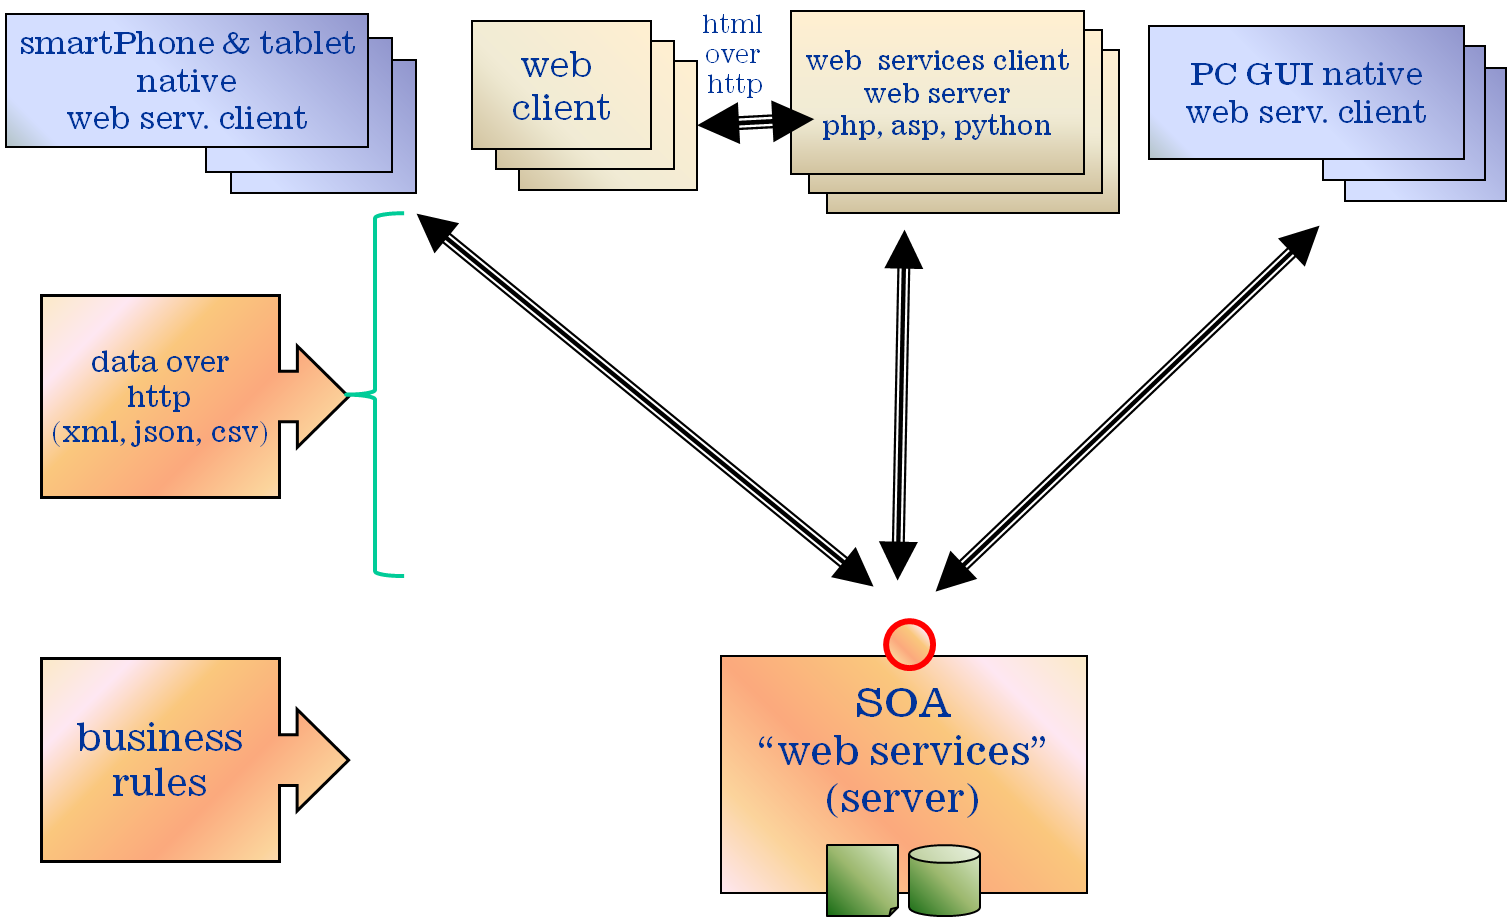 smartPhone & tablet
native
web serv. client
web
client
html
over
http
web services client
web server
php, asp, python
PC GUI native
web serv. client
data over
http
(xml, json, csv)
business
rules
SOA
“web services”
(server)